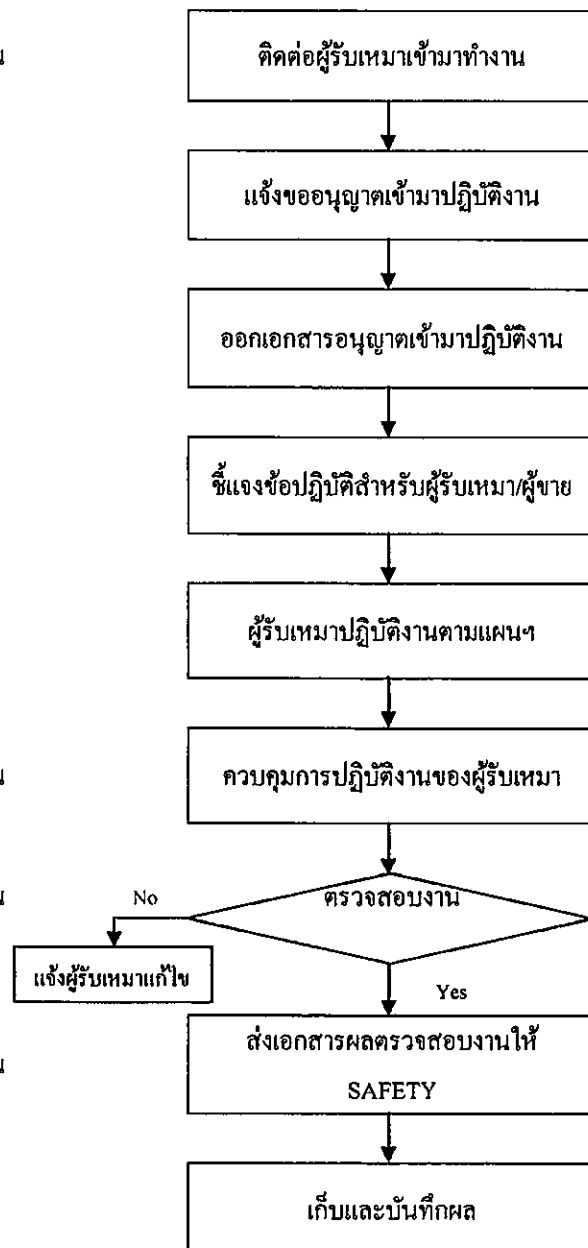 น
ติดต่อผู้รับเหมาเข้ามาทำงาน
แจ้งขออนุญาตเข้ามาปฏิบัติงาน
ออกเอกสารอนุญาตเข้ามาปฏิบัติงาน
ชี้แจงข้อปฏิบัติสำหรับผู้รับเหมา/ผู้ขาย
ผู้รับเหมาปฏิบัติงานตามแผนฯ
น
ควบคุมการปฏิบัติงานของผู้รับเหมา
น
No
ตรวจสอบงาน
แจ้งผู้รับเหมาแก้ไข
Yes
น
ส่งเอกสารผลตรวจสอบงานให้
SAFETY
เก็บและบันทึกผล